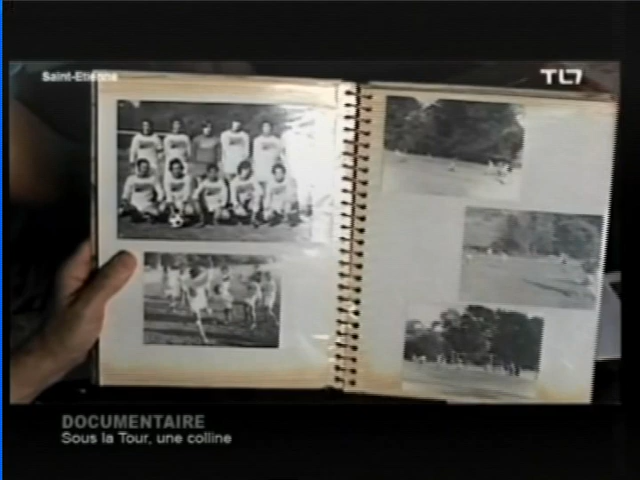 Saint-Etienne
TL7
DOCUMENTAIRE
Sous la Tour, une colline